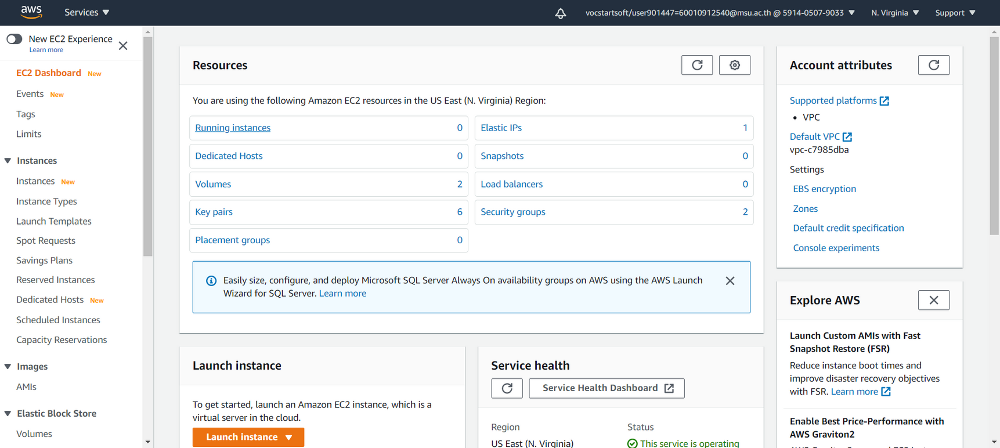 aws
Services
vocstartsoft/user901447=60010912540@msu.ac.th @ 5914-0507-9033
N. Virginia
Support
New EC2 Experience
Learn more
EC2 Dashboard New
Events New
Tags
Limits
Instances
Instances New
Instance Types
Launch Templates
Spot Requests
Savings Plans
Reserved Instances
Dedicated Hosts New
Scheduled Instances
Capacity Reservations
Images
AMIs
Elastic Block Store
Volumes
Resources
You are using the following Amazon EC2 resources in the US East (N. Virginia) Region:
Running instances 0
Elastic IPs 1
Dedicated Hosts 0
Snapshots 0
Volumes 2
Load balancers 0
Key pairs 6
Security groups 2
Placement groups 0
Easily size, configure, and deploy Microsoft SQL Server Always On availability groups on AWS using the AWS Launch
Wizard for SQL Server. Learn more
Launch instance
To get started, launch an Amazon EC2 instance, which is a
virtual server in the cloud.
Launch instance
Service health
Service Health Dashboard
Region
Status
US East (N. Virginia)
This service is operating
Account attributes
Supported platforms
• VPC
Default VPC
vpc-c7985dba
Settings
EBS encryption
Zones
Default credit specification
Console experiments
Explore AWS
Launch Custom AMIs with Fast
Snapshot Restore (FSR)
Reduce instance boot times and
improve disaster recovery objectives
with FSR. Learn more
Enable Best Price-Performance with
AWS Graviton2